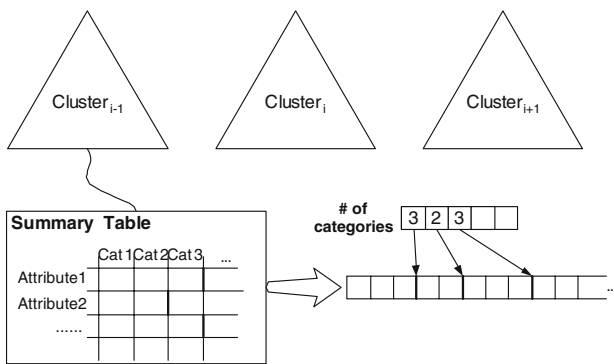 Cluster_{i-1}
Cluster_i
Cluster_{i+1}
Summary Table
Cat 1 Cat 2 Cat 3 ...
Attribute1
Attribute2
......
# of
categories
3 2 3
...